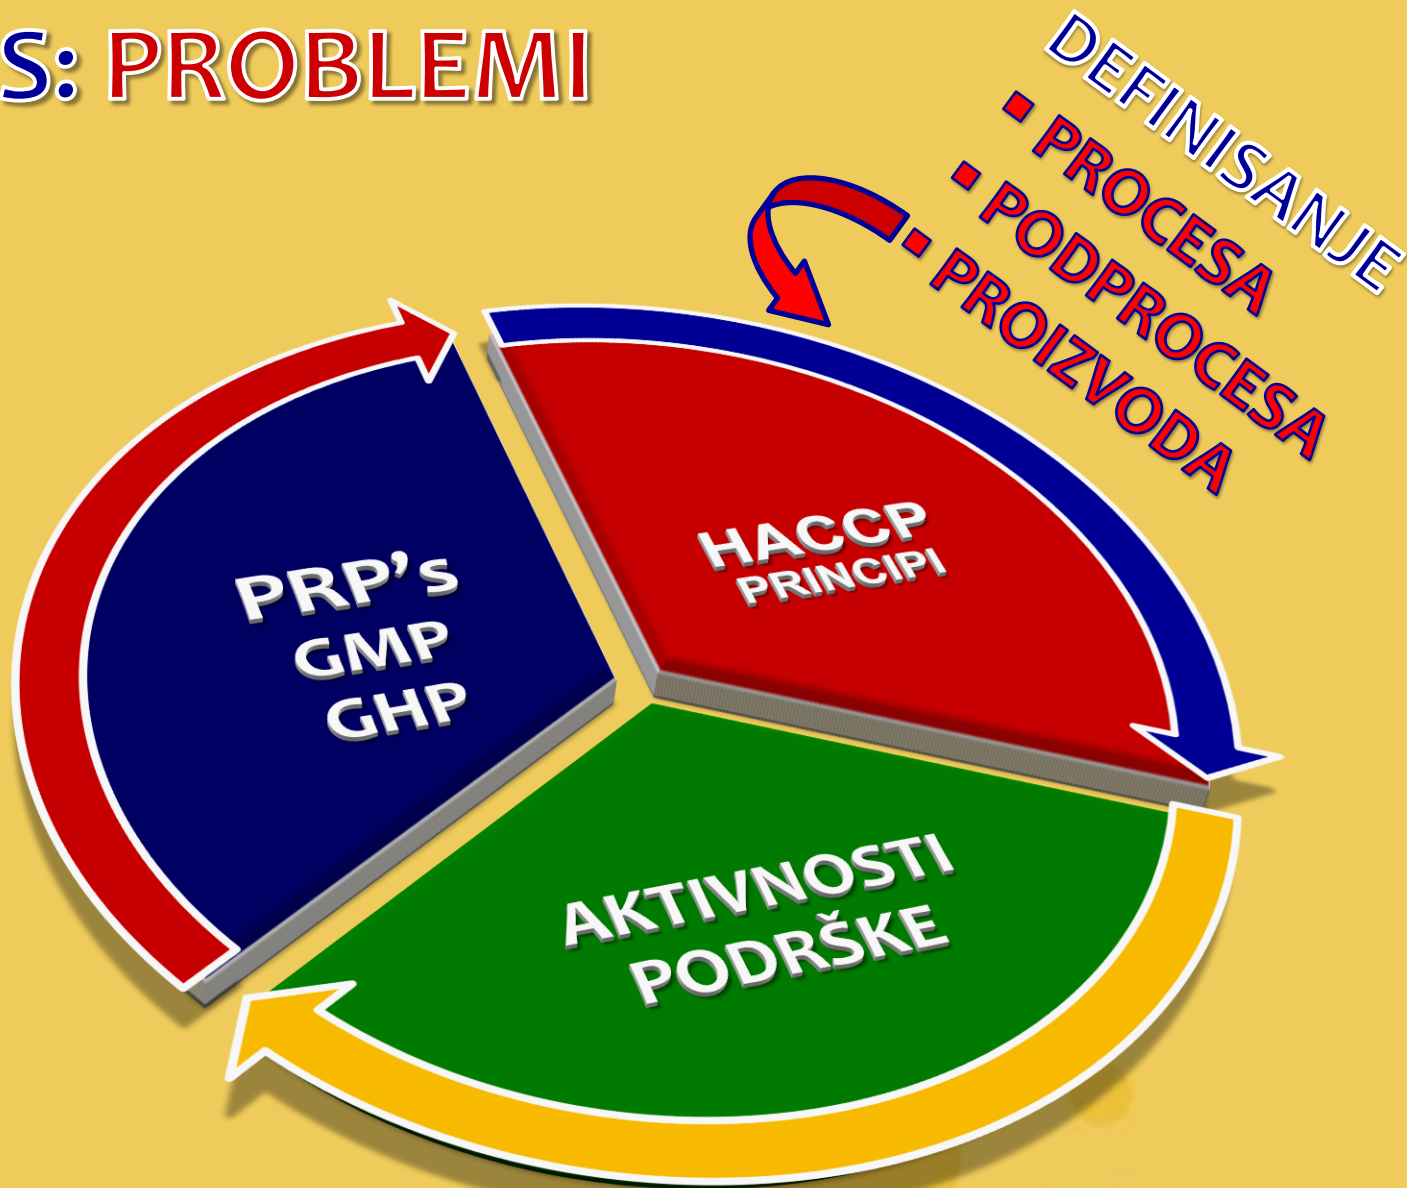 S: PROBLEMI
DEFINISANJE
▪ PROCESA
▪ PODPROCESA
▪ PROIZVODA
HACCP
PRINCIPI
PRP’s
GMP
GHP
AKTIVNOSTI
PODRŠKE